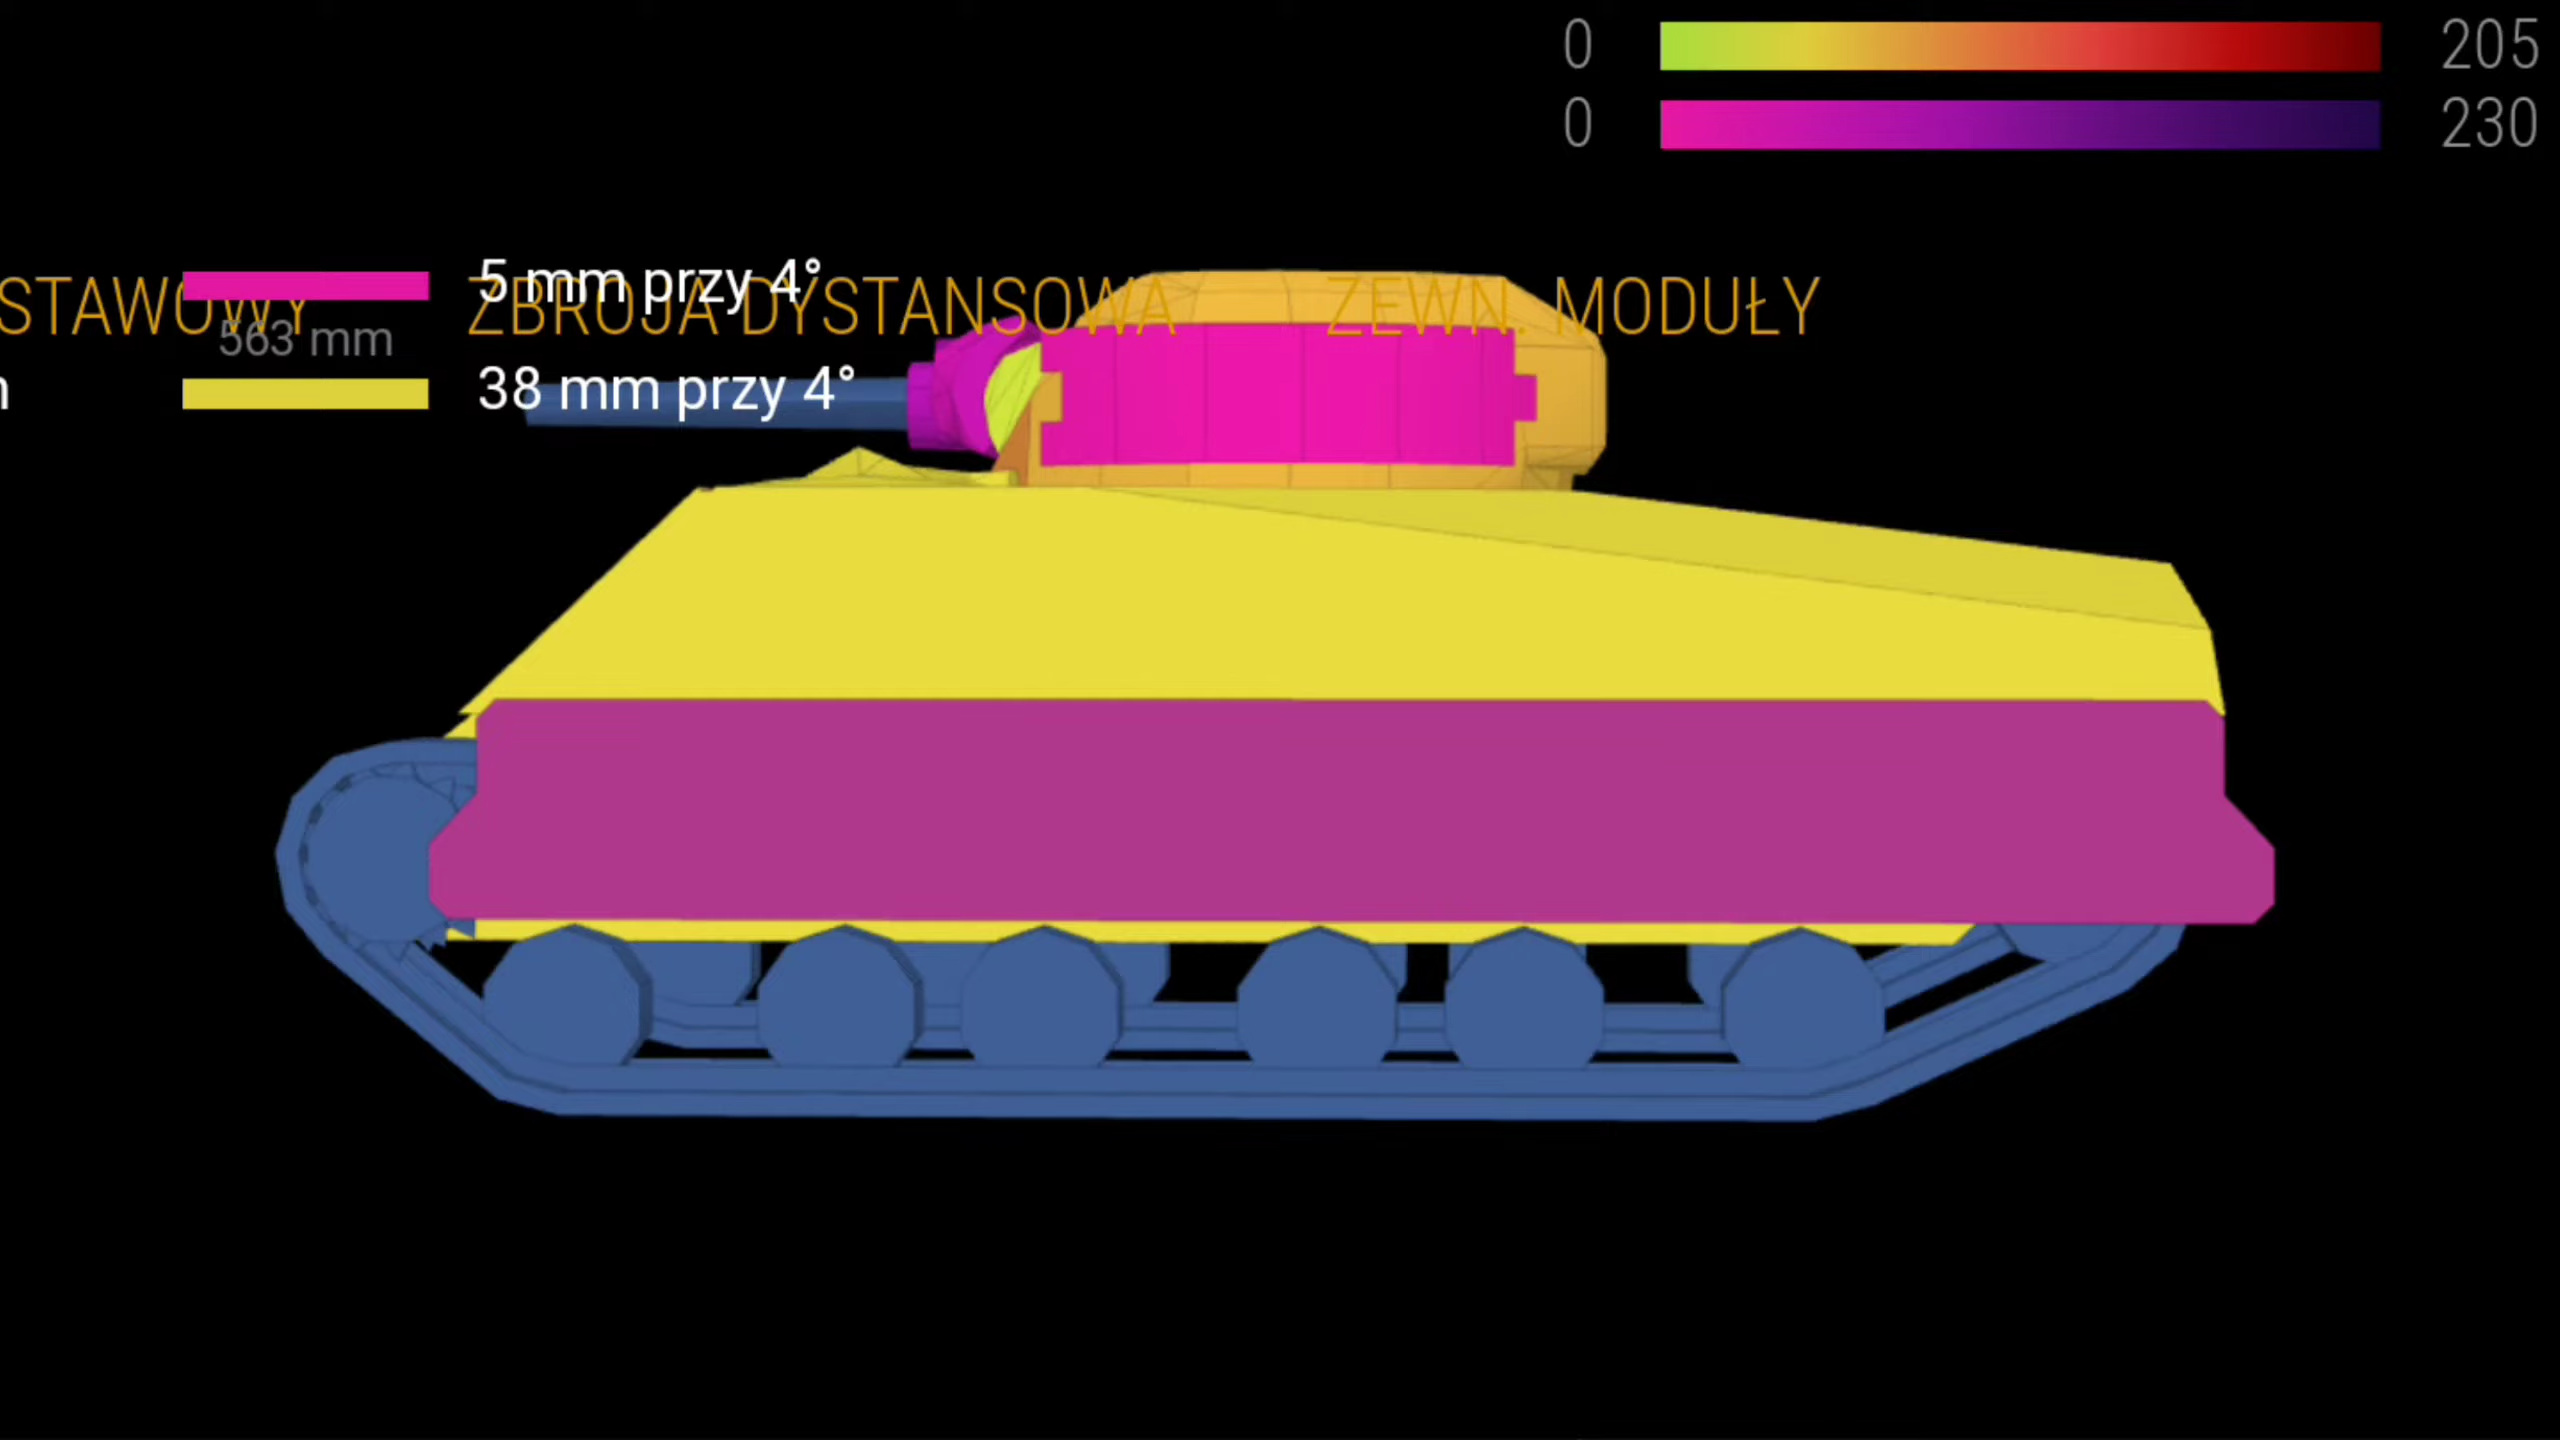 0 205
0 230
STAWOWY ZBROJA DYSTANSOWA ZEWN. MODUŁY
5 mm przy 4°
563 mm
38 mm przy 4°